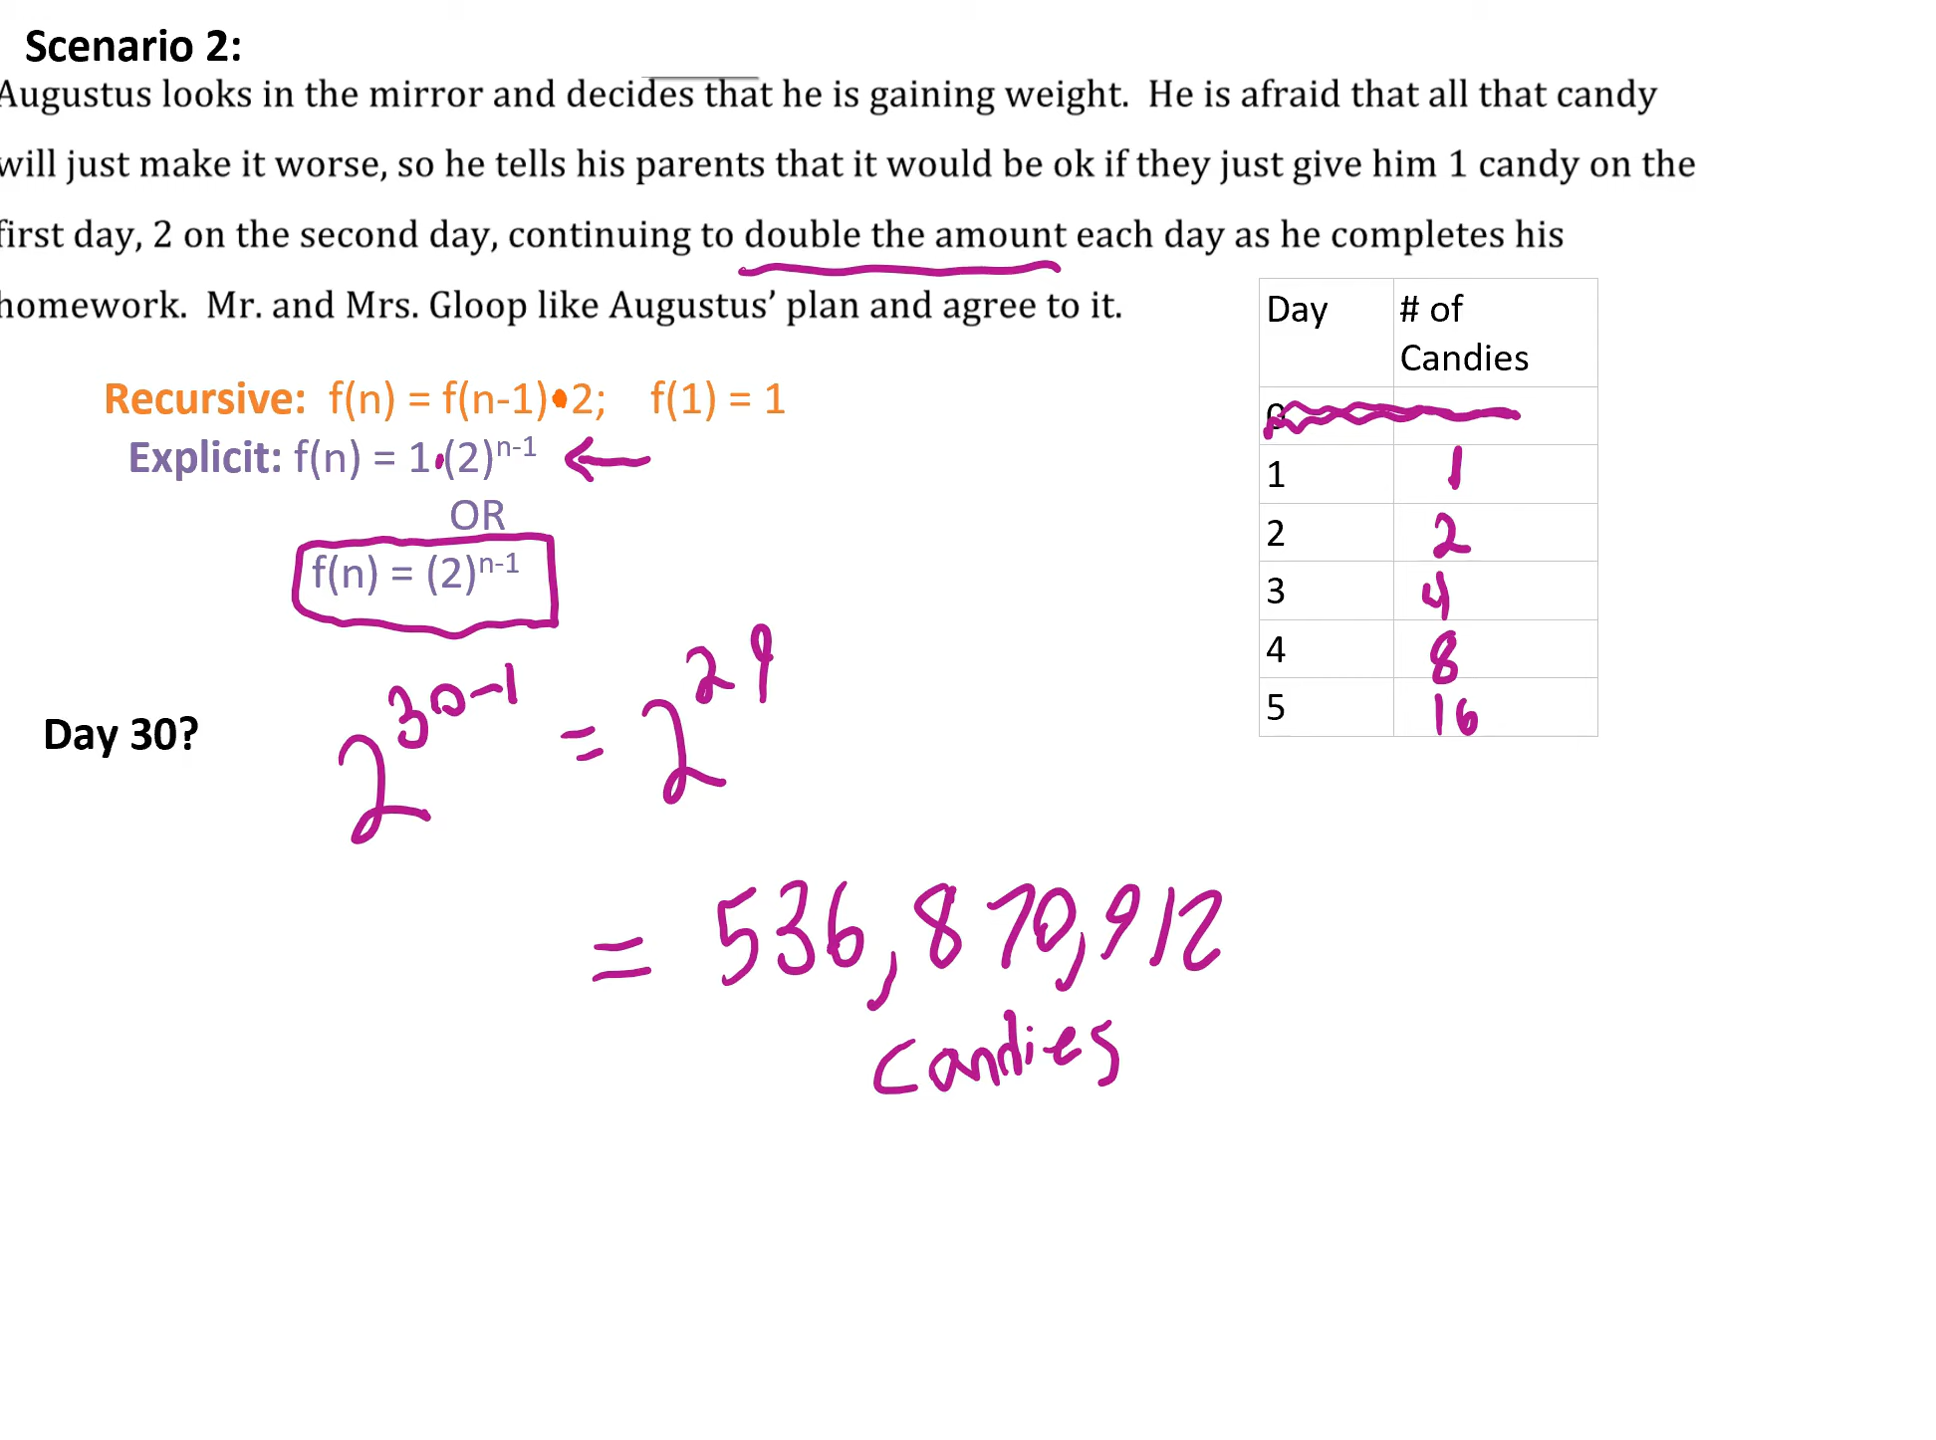 Scenario 2:
Augustus looks in the mirror and decides that he is gaining weight. He is afraid that all that candy
will just make it worse, so he tells his parents that it would be ok if they just give him 1 candy on the
first day, 2 on the second day, continuing to double the amount each day as he completes his
homework. Mr. and Mrs. Gloop like Augustus’ plan and agree to it.
Day # of Candies
0
1 1
2 2
3 4
4 8
5 16
Recursive: f(n) = f(n-1)•2; f(1) = 1
Explicit: f(n) = 1•(2)ⁿ⁻¹ ←
OR
f(n) = (2)ⁿ⁻¹
Day 30? 2³⁰⁻¹ = 2²⁹
= 536,870,912
candies